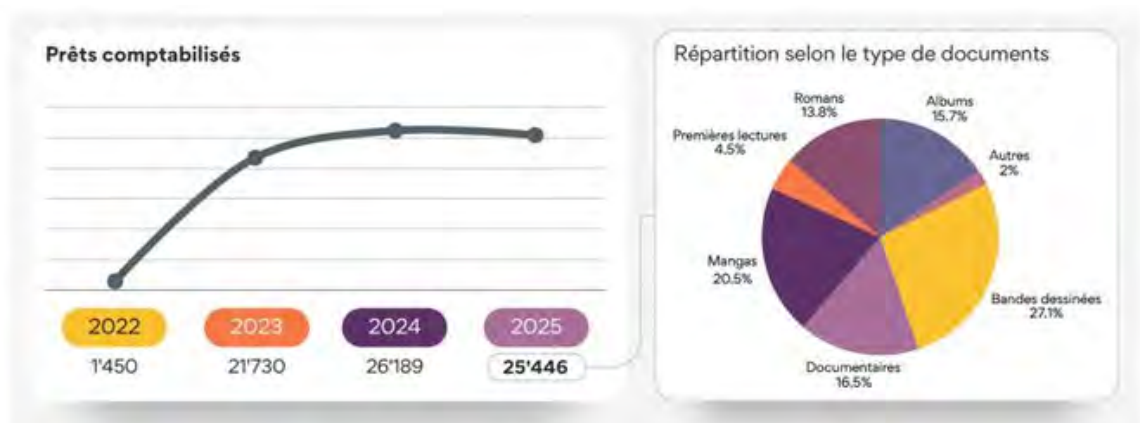 Prêts comptabilisés
2022
2023
2024
2025
1'450
21'730
26'189
25'446
Répartition selon le type de documents
Romans
13.8%
Albums
15.7%
Premières lectures
4.5%
Autres
2%
Mangas
20.5%
Bandes dessinées
27.1%
Documentaires
16.5%